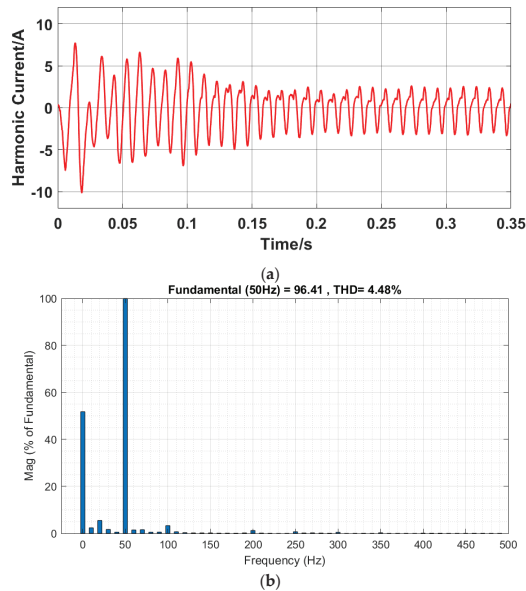 Harmonic Current/A
10
5
0
-5
-10
0 0.05 0.1 0.15 0.2 0.25 0.3 0.35
Time/s
(a)
Fundamental (50Hz) = 96.41 , THD= 4.48%
Mag (% of Fundamental)
100
80
60
40
20
0
0 50 100 150 200 250 300 350 400 450 500
Frequency (Hz)
(b)